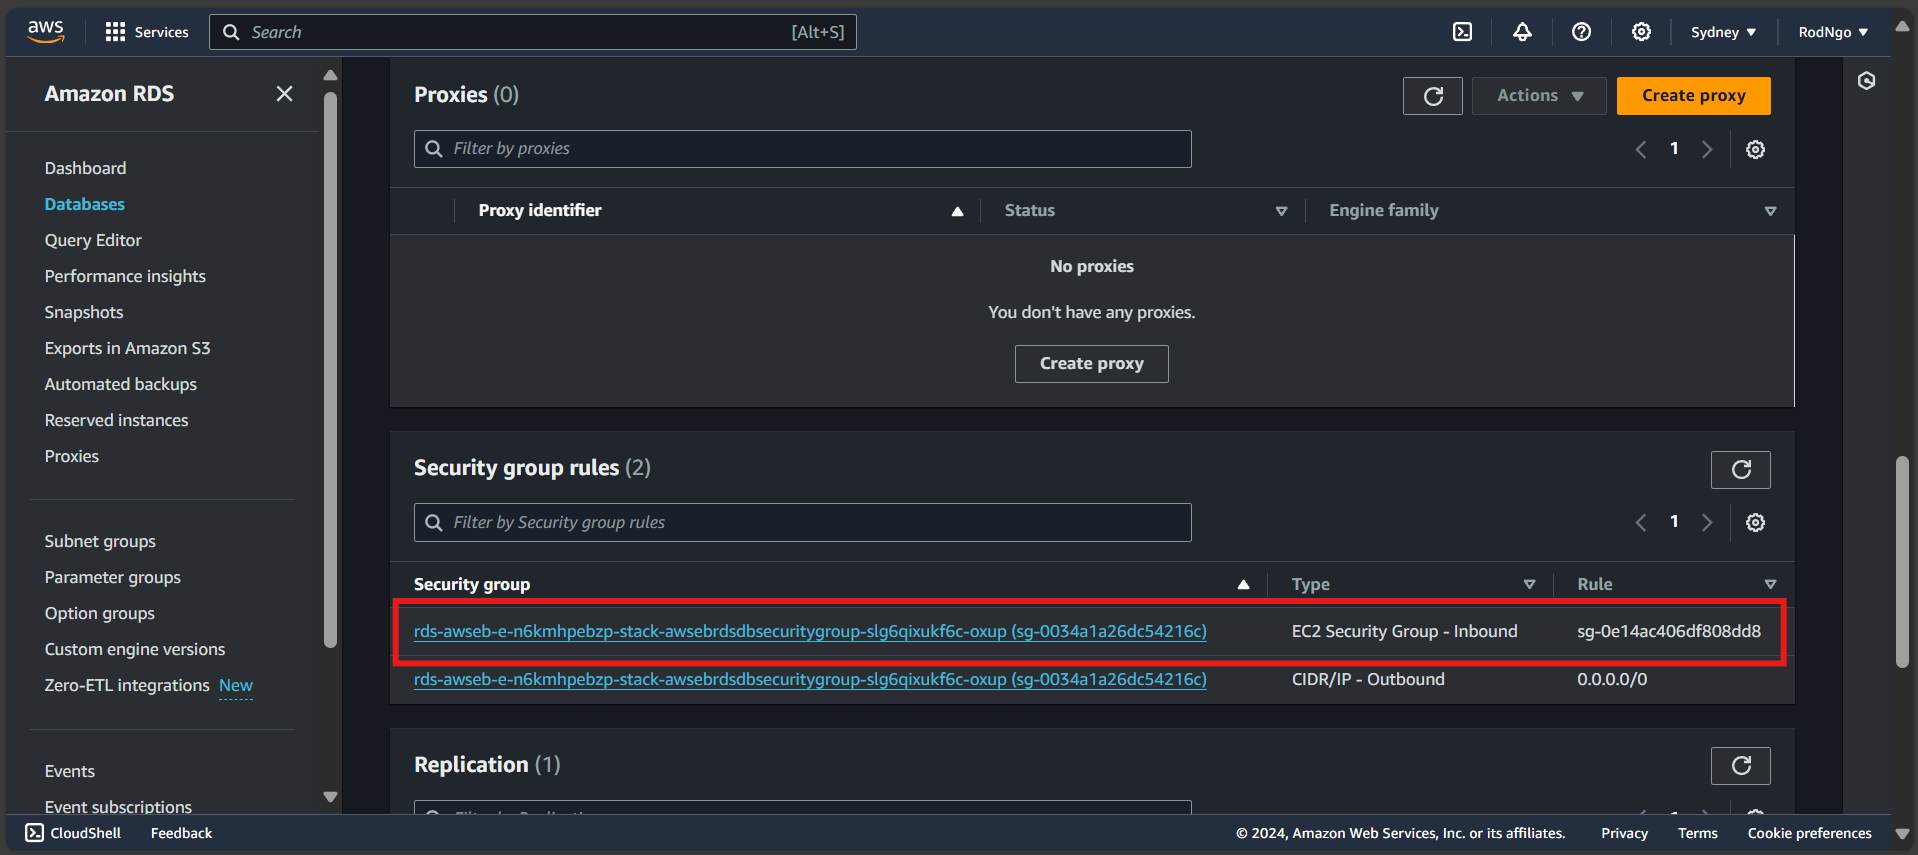 aws
Services
Search [Alt+S]
Sydney ▼
RodNgo ▼
Amazon RDS
Dashboard
Databases
Query Editor
Performance insights
Snapshots
Exports in Amazon S3
Automated backups
Reserved instances
Proxies
Subnet groups
Parameter groups
Option groups
Custom engine versions
Zero-ETL integrations New
Events
Event subscriptions
Proxies (0)
Actions ▼
Create proxy
Filter by proxies
1
Proxy identifier Status Engine family
No proxies
You don't have any proxies.
Create proxy
Security group rules (2)
Filter by Security group rules
1
Security group Type Rule
rds-awseb-e-n6kmhpebzp-stack-awsebrdsdbsecuritygroup-slg6qixukf6c-oxup (sg-0034a1a26dc54216c) EC2 Security Group - Inbound sg-0e14ac406df808dd8
rds-awseb-e-n6kmhpebzp-stack-awsebrdsdbsecuritygroup-slg6qixukf6c-oxup (sg-0034a1a26dc54216c) CIDR/IP - Outbound 0.0.0.0/0
Replication (1)
CloudShell
Feedback
© 2024, Amazon Web Services, Inc. or its affiliates.
Privacy
Terms
Cookie preferences